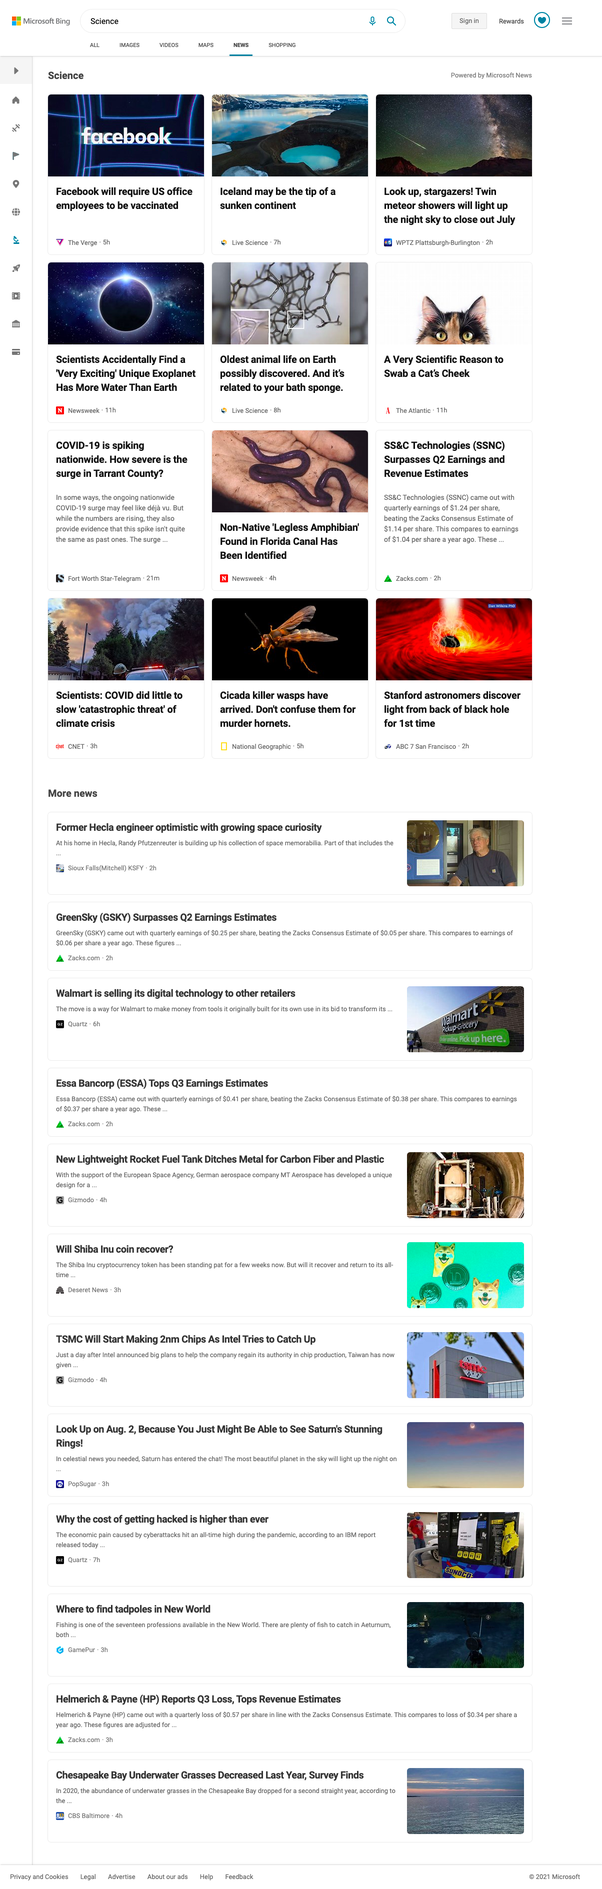 Microsoft Bing
Science
Sign in
Rewards
ALL
IMAGES
VIDEOS
MAPS
NEWS
SHOPPING
Science
Powered by Microsoft News
facebook
Facebook will require US office
employees to be vaccinated
The Verge · 5h
Iceland may be the tip of a
sunken continent
Live Science · 7h
Look up, stargazers! Twin
meteor showers will light up
the night sky to close out July
WPTZ Plattsburgh-Burlington · 2h
Scientists Accidentally Find a
'Very Exciting' Unique Exoplanet
Has More Water Than Earth
Newsweek · 11h
Oldest animal life on Earth
possibly discovered. And it's
related to your bath sponge.
Live Science · 8h
A Very Scientific Reason to
Swab a Cat's Cheek
The Atlantic · 11h
COVID-19 is spiking
nationwide. How severe is the
surge in Tarrant County?
In some ways, the ongoing nationwide
COVID-19 surge may feel like déjà vu. But
while the numbers are rising, they also
provide evidence that this spike isn't quite
the same as past ones. The surge ...
Fort Worth Star-Telegram · 21m
Non-Native 'Legless Amphibian'
Found in Florida Canal Has
Been Identified
Newsweek · 4h
SS&C Technologies (SSNC)
Surpasses Q2 Earnings and
Revenue Estimates
SS&C Technologies (SSNC) came out with
quarterly earnings of $1.24 per share,
beating the Zacks Consensus Estimate of
$1.14 per share. This compares to earnings
of $1.04 per share a year ago. These ...
Zacks.com · 2h
Scientists: COVID did little to
slow 'catastrophic threat' of
climate crisis
CNET · 3h
Cicada killer wasps have
arrived. Don't confuse them for
murder hornets.
National Geographic · 5h
Stanford astronomers discover
light from back of black hole
for 1st time
ABC 7 San Francisco · 2h
More news
Former Hecla engineer optimistic with growing space curiosity
At his home in Hecla, Randy Pfutzenreuter is building up his collection of space memorabilia. Part of that includes the
...
Sioux Falls(Mitchell) KSFY · 2h
GreenSky (GSKY) Surpasses Q2 Earnings Estimates
GreenSky (GSKY) came out with quarterly earnings of $0.25 per share, beating the Zacks Consensus Estimate of $0.05 per share. This compares to earnings of
$0.06 per share a year ago. These figures ...
Zacks.com · 2h
Walmart is selling its digital technology to other retailers
The move is a way for Walmart to make money from tools it originally built for its own use in its bid to transform its ...
Quartz · 6h
Walmart
Pickup·Grocery
Pick up here.
Essa Bancorp (ESSA) Tops Q3 Earnings Estimates
Essa Bancorp (ESSA) came out with quarterly earnings of $0.41 per share, beating the Zacks Consensus Estimate of $0.38 per share. This compares to earnings
of $0.37 per share a year ago. These ...
Zacks.com · 2h
New Lightweight Rocket Fuel Tank Ditches Metal for Carbon Fiber and Plastic
With the support of the European Space Agency, German aerospace company MT Aerospace has developed a unique
design for a ...
Gizmodo · 4h
Will Shiba Inu coin recover?
The Shiba Inu cryptocurrency token has been standing pat for a few weeks now. But will it recover and return to its all-
time ...
Deseret News · 3h
TSMC Will Start Making 2nm Chips As Intel Tries to Catch Up
Just a day after Intel announced big plans to help the company regain its authority in chip production, Taiwan has now
given ...
Gizmodo · 4h
Look Up on Aug. 2, Because You Just Might Be Able to See Saturn's Stunning
Rings!
In celestial news you needed, Saturn has entered the chat! The most beautiful planet in the sky will light up the night on
...
PopSugar · 3h
Why the cost of getting hacked is higher than ever
The economic pain caused by cyberattacks hit an all-time high during the pandemic, according to an IBM report
released today ...
Quartz · 7h
SUNOCO
Where to find tadpoles in New World
Fishing is one of the seventeen professions available in the New World. There are plenty of fish to catch in Aeturnum,
both ...
GamePur · 3h
Helmerich & Payne (HP) Reports Q3 Loss, Tops Revenue Estimates
Helmerich & Payne (HP) came out with a quarterly loss of $0.57 per share in line with the Zacks Consensus Estimate. This compares to loss of $0.34 per share a
year ago. These figures are adjusted for ...
Zacks.com · 3h
Chesapeake Bay Underwater Grasses Decreased Last Year, Survey Finds
In 2020, the abundance of underwater grasses in the Chesapeake Bay dropped for a second straight year, according to
the ...
CBS Baltimore · 4h
Privacy and Cookies
Legal
Advertise
About our ads
Help
Feedback
© 2021 Microsoft